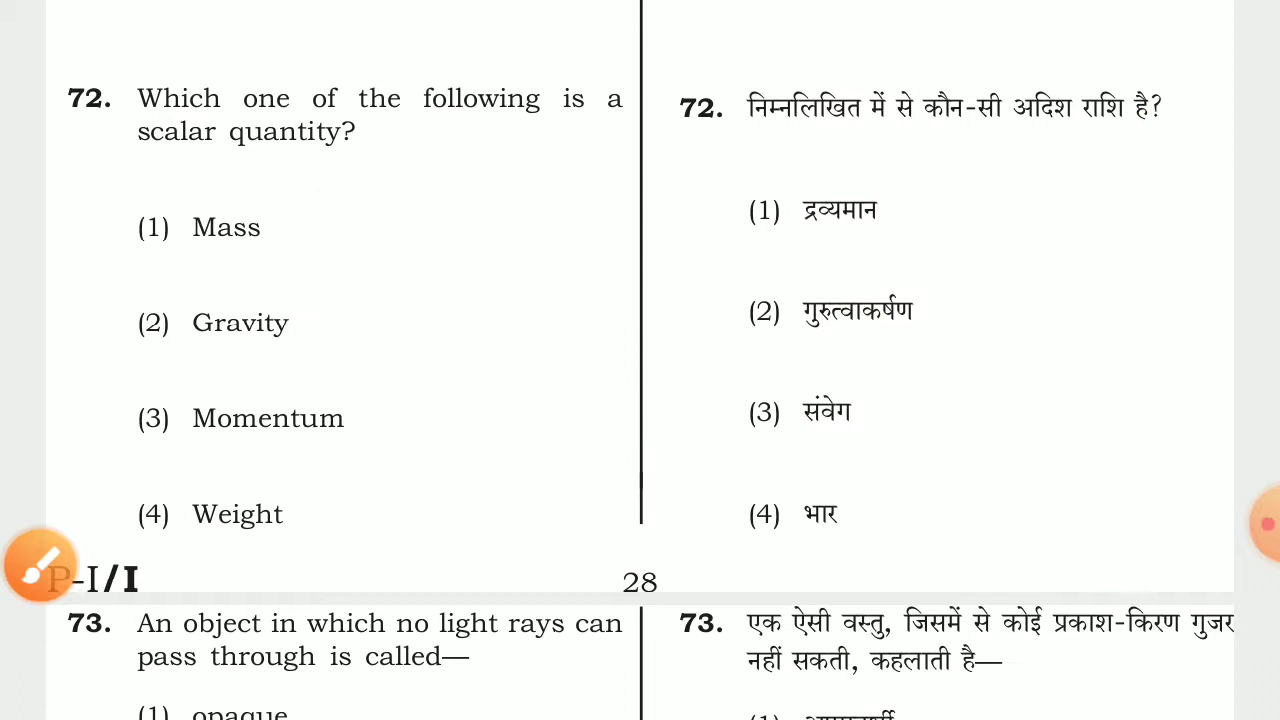 72. Which one of the following is a
scalar quantity?
(1) Mass
(2) Gravity
(3) Momentum
(4) Weight
72. निम्नलिखित में से कौन-सी अदिश राशि है?
(1) द्रव्यमान
(2) गुरुत्वाकर्षण
(3) संवेग
(4) भार
P-I/I
28
73. An object in which no light rays can
pass through is called—
(1) opaque
73. एक ऐसी वस्तु, जिसमें से कोई प्रकाश-किरण गुजर
नहीं सकती, कहलाती है—
(1)